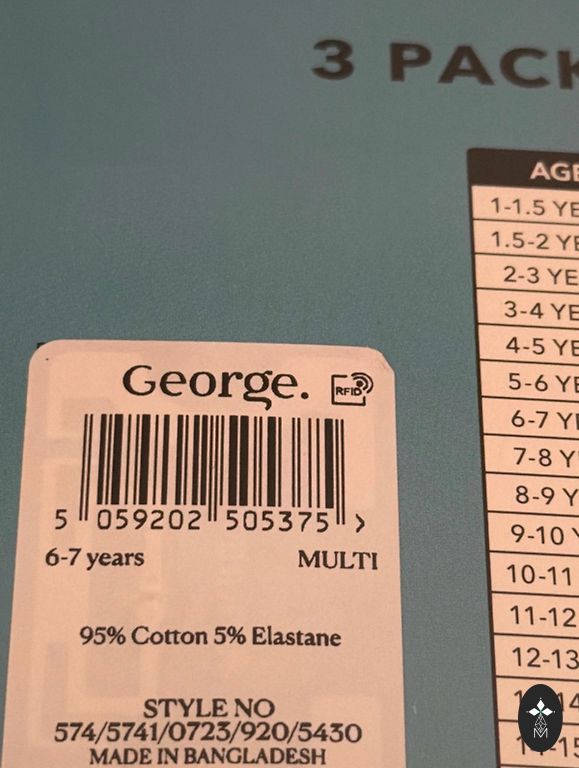 3 PACK
AGE
1-1.5 YE
1.5-2 YE
2-3 YE
3-4 YE
4-5 YE
5-6 YE
6-7 YE
7-8 Y
8-9 Y
9-10 Y
10-11
11-12
12-13
George.
RFID
5 059202 505375 >
6-7 years MULTI
95% Cotton 5% Elastane
STYLE NO
574/5741/0723/920/5430
MADE IN BANGLADESH
M